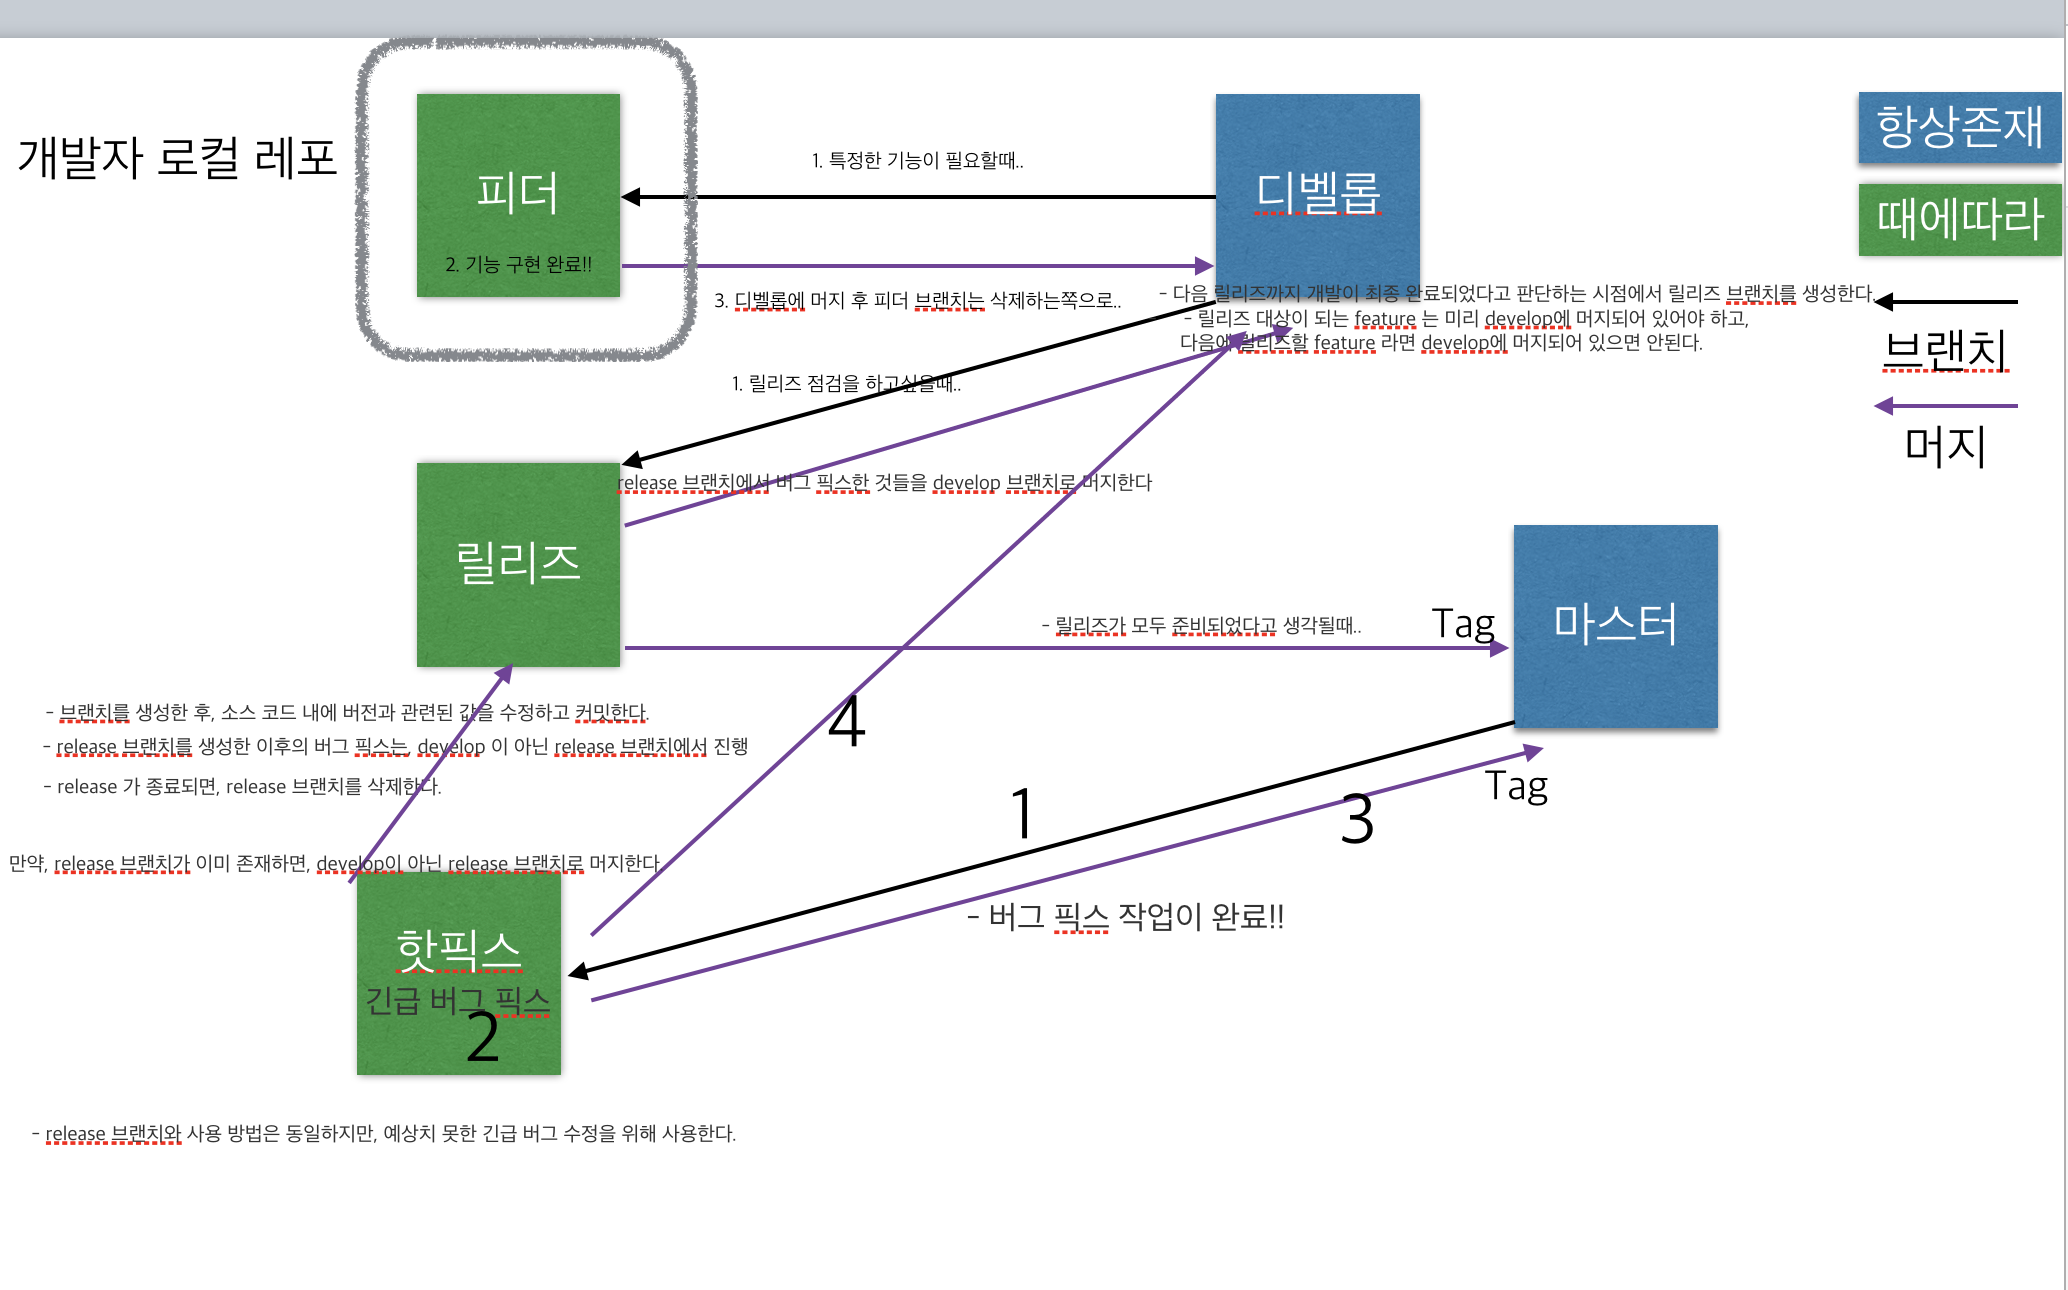 개발자 로컬 레포
피더
2. 기능 구현 완료!!
1. 특정한 기능이 필요할때..
3. 디벨롭에 머지 후 피더 브랜치는 삭제하는쪽으로..
디벨롭
항상존재
때에따라
브랜치
머지
- 다음 릴리즈까지 개발이 최종 완료되었다고 판단하는 시점에서 릴리즈 브랜치를 생성한다.
- 릴리즈 대상이 되는 feature 는 미리 develop에 머지되어 있어야 하고,
다음에 릴리즈할 feature 라면 develop에 머지되어 있으면 안된다.
1. 릴리즈 점검을 하고싶을때..
release 브랜치에서 버그 픽스한 것들을 develop 브랜치로 머지한다
릴리즈
- 릴리즈가 모두 준비되었다고 생각될때..
Tag
마스터
- 브랜치를 생성한 후, 소스 코드 내에 버전과 관련된 값을 수정하고 커밋한다.
- release 브랜치를 생성한 이후의 버그 픽스는, develop 이 아닌 release 브랜치에서 진행
- release 가 종료되면, release 브랜치를 삭제한다.
4
1
3
Tag
만약, release 브랜치가 이미 존재하면, develop이 아닌 release 브랜치로 머지한다.
- 버그 픽스 작업이 완료!!
핫픽스
긴급 버그 픽스
2
- release 브랜치와 사용 방법은 동일하지만, 예상치 못한 긴급 버그 수정을 위해 사용한다.